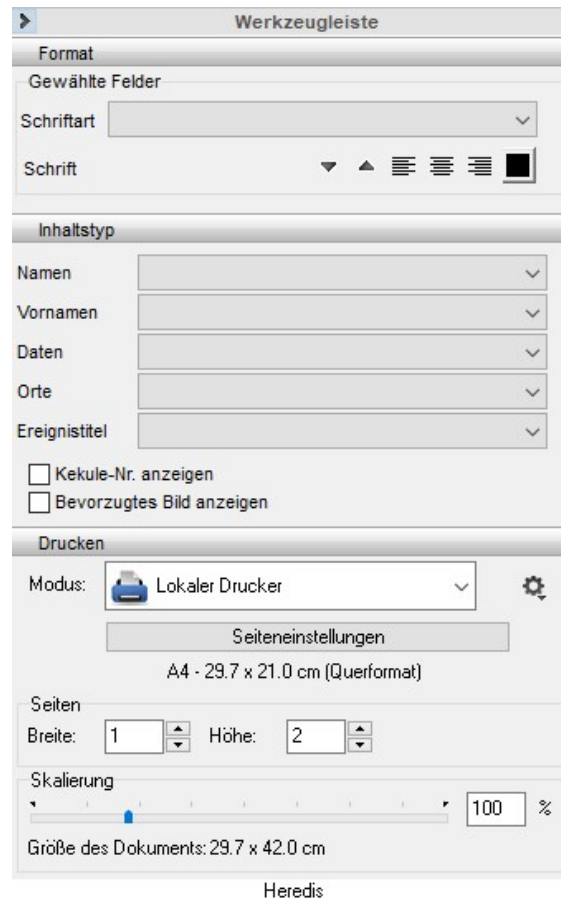 Werkzeugleiste
Format
Gewählte Felder
Schriftart
Schrift
Inhaltstyp
Namen
Vornamen
Daten
Orte
Ereignistitel
Kekule-Nr. anzeigen
Bevorzugtes Bild anzeigen
Drucken
Modus: Lokaler Drucker
Seiteneinstellungen
A4 - 29.7 x 21.0 cm (Querformat)
Seiten
Breite: 1 Höhe: 2
Skalierung
100 %
Größe des Dokuments: 29.7 x 42.0 cm
Heredis